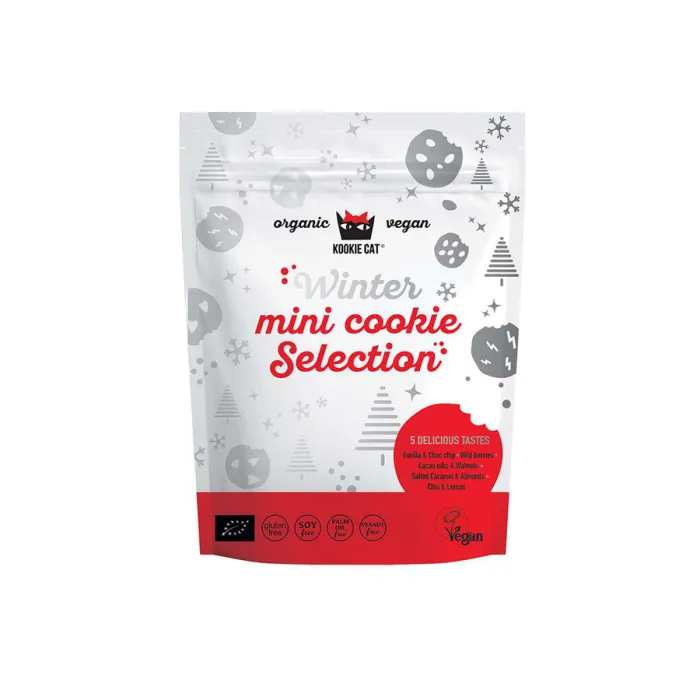 organic vegan
KOOKIE CAT®
Winter
mini cookie
Selection
5 DELICIOUS TASTES
Vanilla & Choc chip • Wild berries •
Cacao nibs & Walnuts •
Salted Caramel & Almonds •
Chia & Lemon
gluten free
SOY free
PALM OIL free
PEANUT free
Vegan